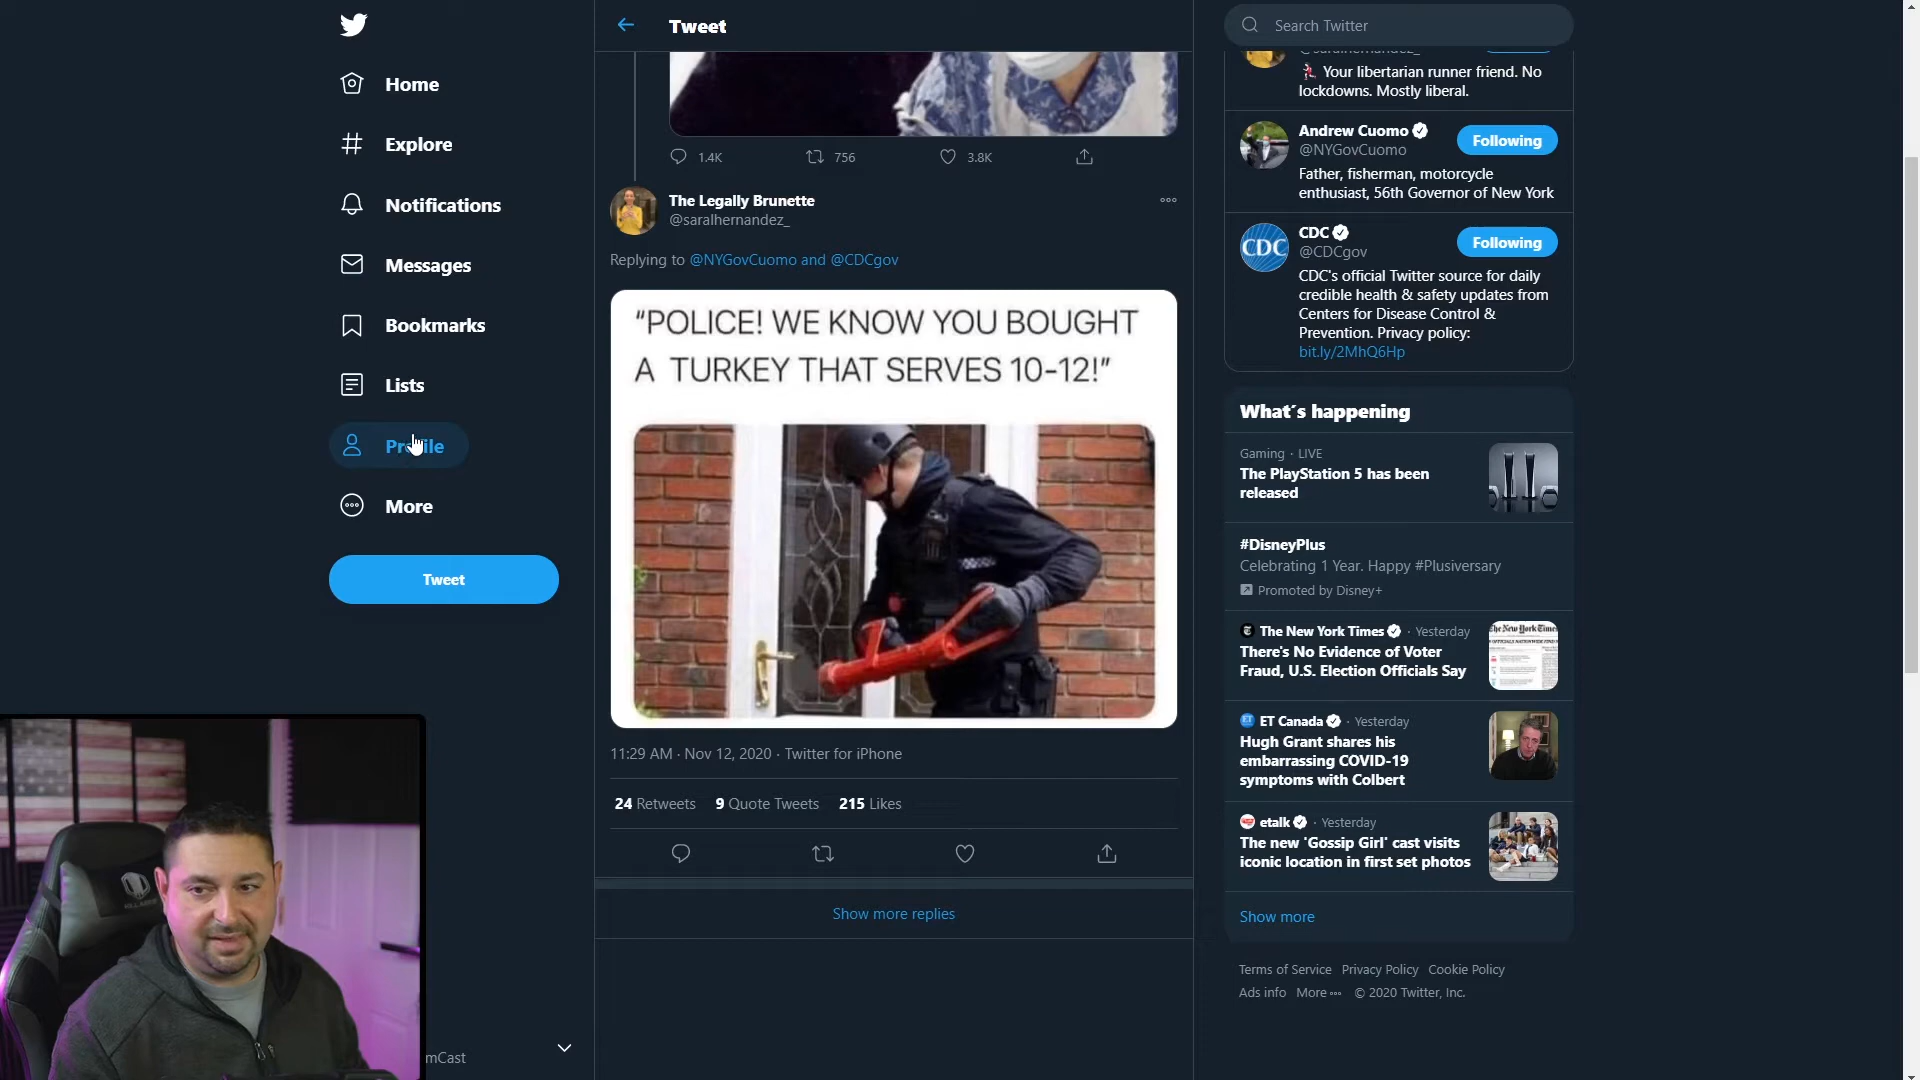 Home
Explore
Notifications
Messages
Bookmarks
Lists
Profile
More
Tweet
mCast
Tweet
1.4K 756 3.8K
The Legally Brunette
@saralhernandez_
Replying to @NYGovCuomo and @CDCgov
"POLICE! WE KNOW YOU BOUGHT
A TURKEY THAT SERVES 10-12!"
11:29 AM · Nov 12, 2020 · Twitter for iPhone
24 Retweets 9 Quote Tweets 215 Likes
Show more replies
Search Twitter
@saralhernandez_
Your libertarian runner friend. No
lockdowns. Mostly liberal.
Andrew Cuomo
@NYGovCuomo
Following
Father, fisherman, motorcycle
enthusiast, 56th Governor of New York
CDC
CDC
@CDCgov
Following
CDC's official Twitter source for daily
credible health & safety updates from
Centers for Disease Control &
Prevention. Privacy policy:
bit.ly/2MhQ6Hp
What's happening
Gaming · LIVE
The PlayStation 5 has been
released
#DisneyPlus
Celebrating 1 Year. Happy #Plusiversary
Promoted by Disney+
The New York Times · Yesterday
There's No Evidence of Voter
Fraud, U.S. Election Officials Say
The New York Times
ET Canada · Yesterday
Hugh Grant shares his
embarrassing COVID-19
symptoms with Colbert
etalk · Yesterday
The new 'Gossip Girl' cast visits
iconic location in first set photos
Show more
Terms of Service Privacy Policy Cookie Policy
Ads info More ··· © 2020 Twitter, Inc.